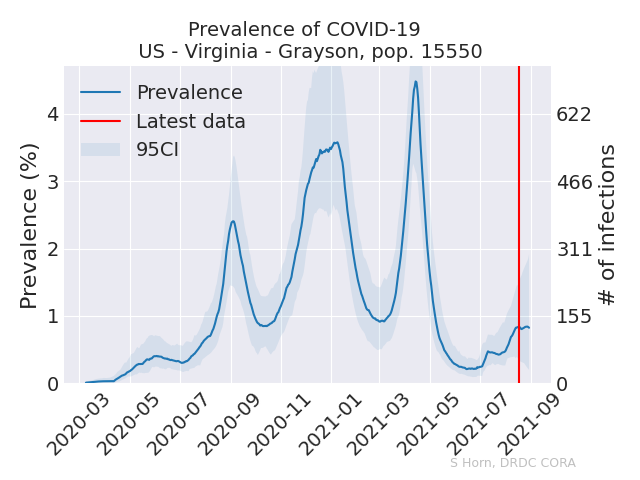 Prevalence of COVID-19
US - Virginia - Grayson, pop. 15550
Prevalence
Latest data
95CI
Prevalence (%)
4
3
2
1
0
# of infections
622
466
311
155
0
2020-03
2020-05
2020-07
2020-09
2020-11
2021-01
2021-03
2021-05
2021-07
2021-09
S Horn, DRDC CORA